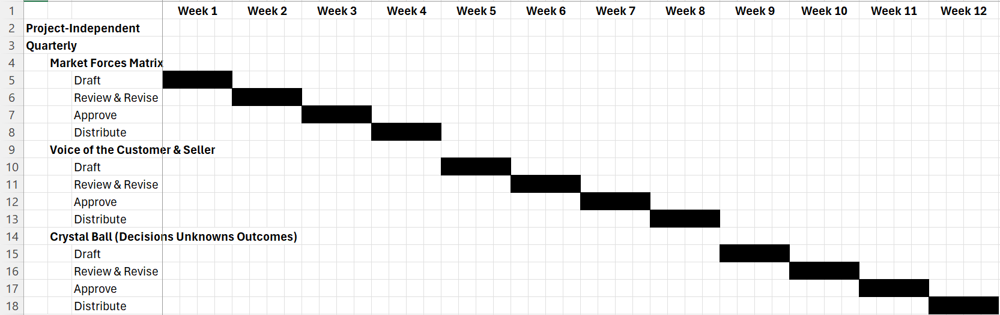 1 Week 1 Week 2 Week 3 Week 4 Week 5 Week 6 Week 7 Week 8 Week 9 Week 10 Week 11 Week 12
2 Project-Independent
3 Quarterly
4 Market Forces Matrix
5 Draft
6 Review & Revise
7 Approve
8 Distribute
9 Voice of the Customer & Seller
10 Draft
11 Review & Revise
12 Approve
13 Distribute
14 Crystal Ball (Decisions Unknowns Outcomes)
15 Draft
16 Review & Revise
17 Approve
18 Distribute